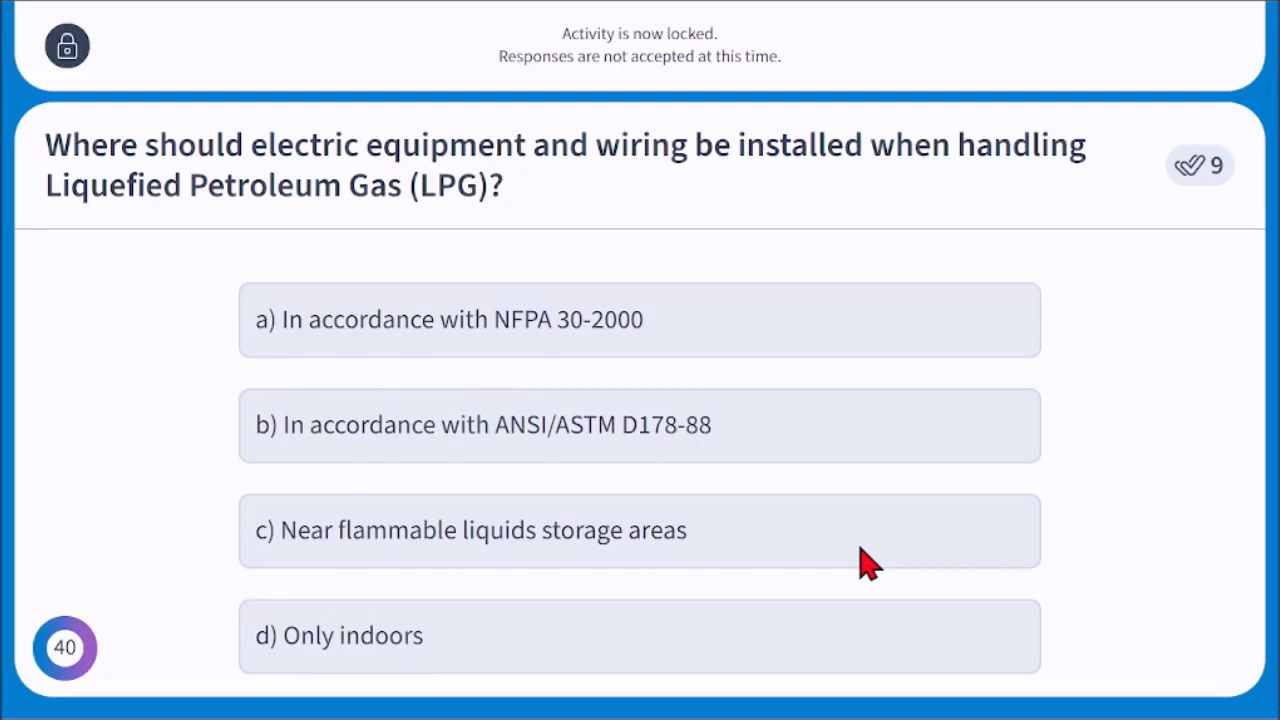 Activity is now locked.
Responses are not accepted at this time.
Where should electric equipment and wiring be installed when handling
Liquefied Petroleum Gas (LPG)?
9
a) In accordance with NFPA 30-2000
b) In accordance with ANSI/ASTM D178-88
c) Near flammable liquids storage areas
d) Only indoors
40